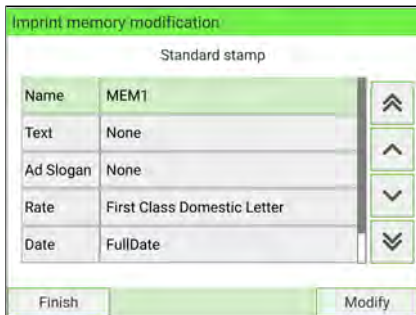 Imprint memory modification
Standard stamp
Name MEM1
Text None
Ad Slogan None
Rate First Class Domestic Letter
Date FullDate
Finish Modify